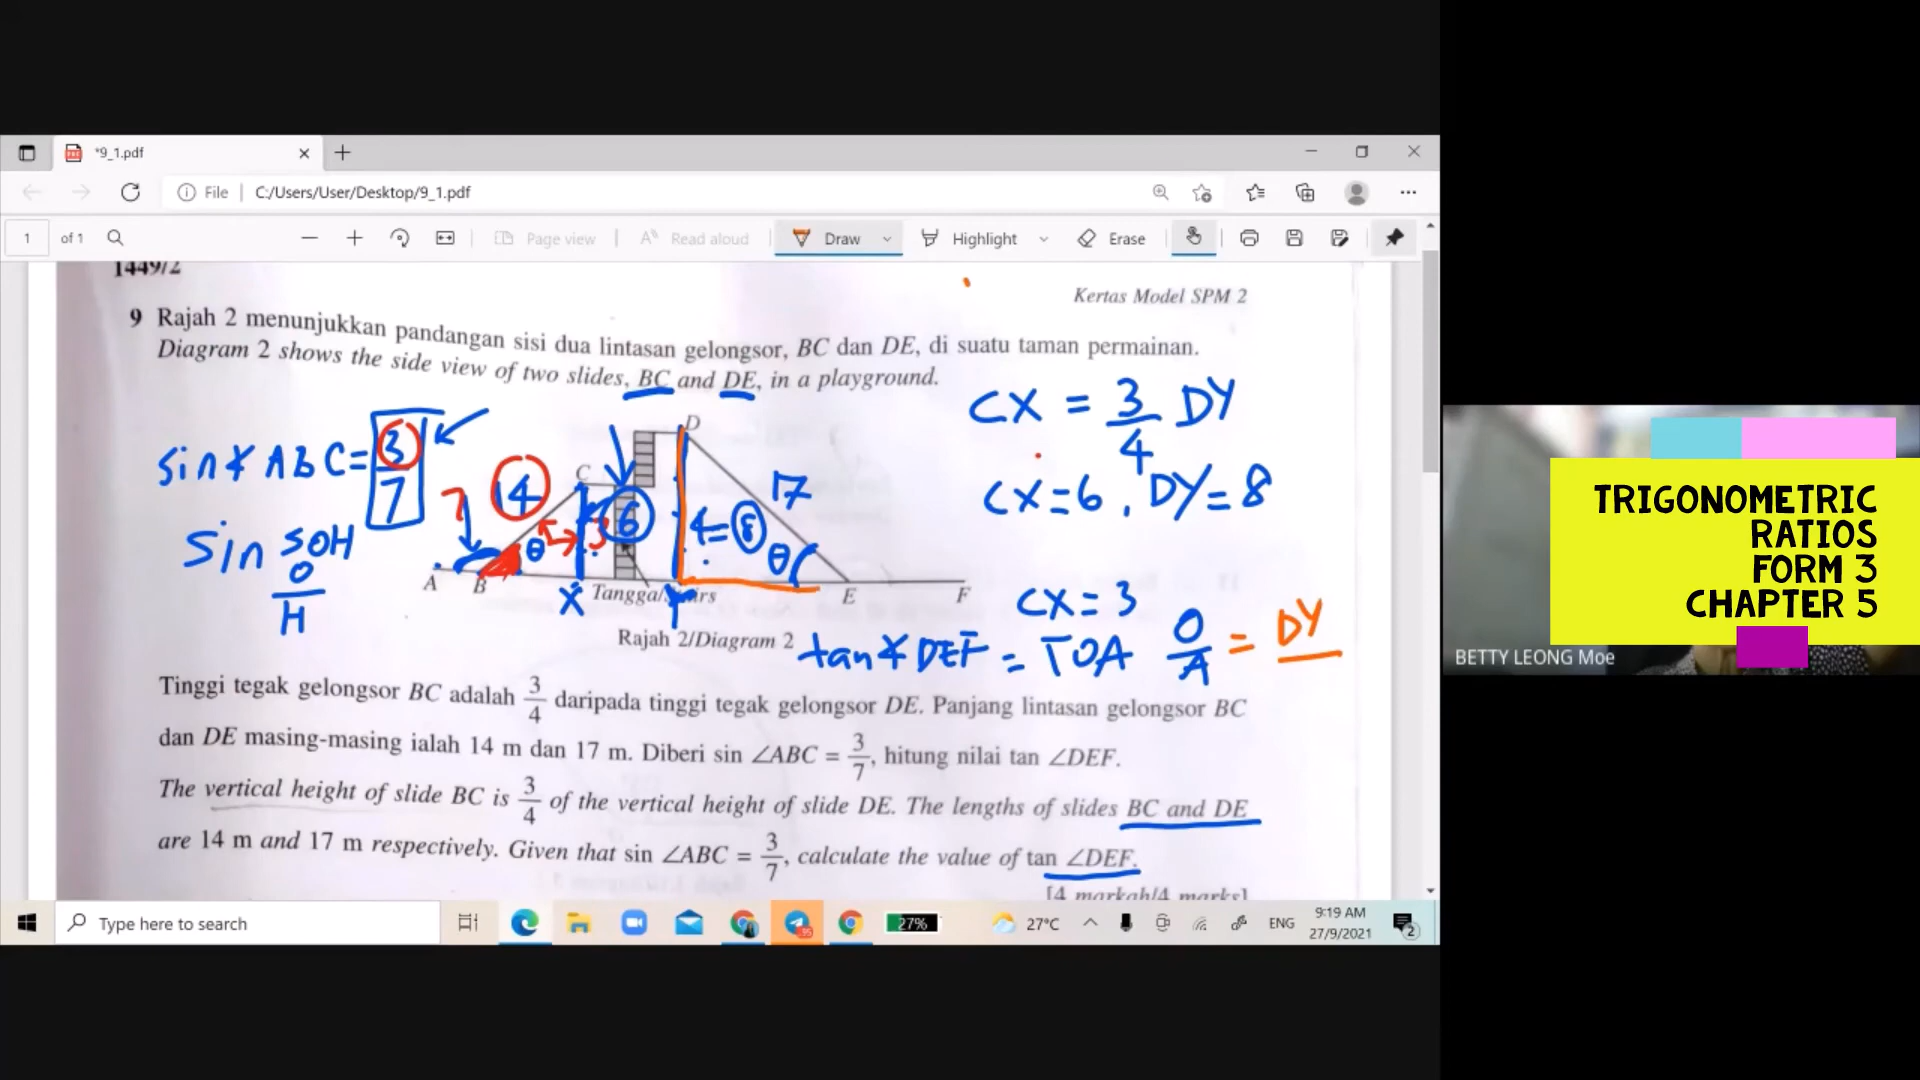 *9_1.pdf
File
C:/Users/User/Desktop/9_1.pdf
1 of 1
Page view
Read aloud
Draw
Highlight
Erase
1449/2
Kertas Model SPM 2
9 Rajah 2 menunjukkan pandangan sisi dua lintasan gelongsor, BC dan DE, di suatu taman permainan.
Diagram 2 shows the side view of two slides, BC and DE, in a playground.
CX = 3/4 DY
CX=6, DY=8
sin∠ABC= 3/7
sin SOH
O/H
14
7
C
D
6
3
4=8
17
θ
θ
A
B
X
Y
E
F
Rajah 2/Diagram 2
CX=3
tan∠DEF = TOA O/A = DY
Tinggi tegak gelongsor BC adalah 3/4 daripada tinggi tegak gelongsor DE. Panjang lintasan gelongsor BC
dan DE masing-masing ialah 14 m dan 17 m. Diberi sin ∠ABC = 3/7, hitung nilai tan ∠DEF.
The vertical height of slide BC is 3/4 of the vertical height of slide DE. The lengths of slides BC and DE
are 14 m and 17 m respectively. Given that sin ∠ABC = 3/7, calculate the value of tan ∠DEF.
[4 markah/4 marks]
TRIGONOMETRIC
RATIOS
FORM 3
CHAPTER 5
BETTY LEONG Moe
Type here to search
27%
27°C
ENG
9:19 AM
27/9/2021
2